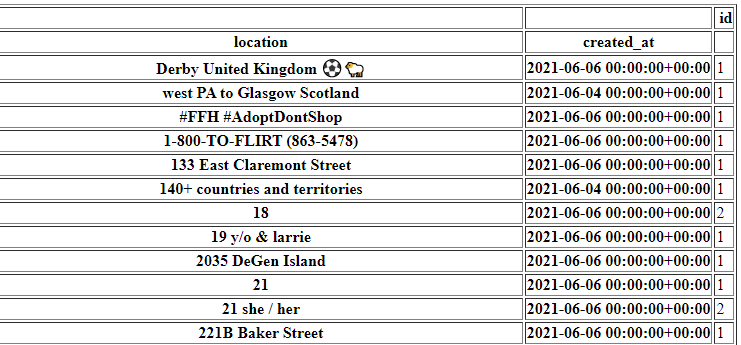 id
location created_at
Derby United Kingdom ⚽🐏 2021-06-06 00:00:00+00:00 1
west PA to Glasgow Scotland 2021-06-04 00:00:00+00:00 1
#FFH #AdoptDontShop 2021-06-06 00:00:00+00:00 1
1-800-TO-FLIRT (863-5478) 2021-06-06 00:00:00+00:00 1
133 East Claremont Street 2021-06-06 00:00:00+00:00 1
140+ countries and territories 2021-06-04 00:00:00+00:00 1
18 2021-06-06 00:00:00+00:00 2
19 y/o & larrie 2021-06-06 00:00:00+00:00 1
2035 DeGen Island 2021-06-06 00:00:00+00:00 1
21 2021-06-06 00:00:00+00:00 1
21 she / her 2021-06-06 00:00:00+00:00 2
221B Baker Street 2021-06-06 00:00:00+00:00 1